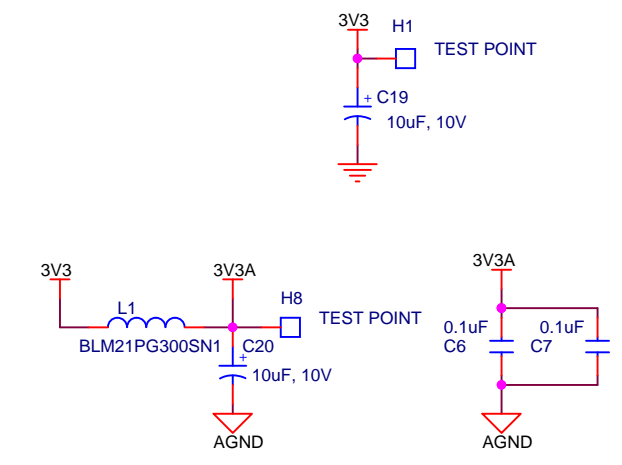 3V3
H1
TEST POINT
+ C19
10uF, 10V
3V3
3V3A
L1
H8
TEST POINT
BLM21PG300SN1
C20
+
10uF, 10V
AGND
3V3A
0.1uF
C6
0.1uF
C7
AGND